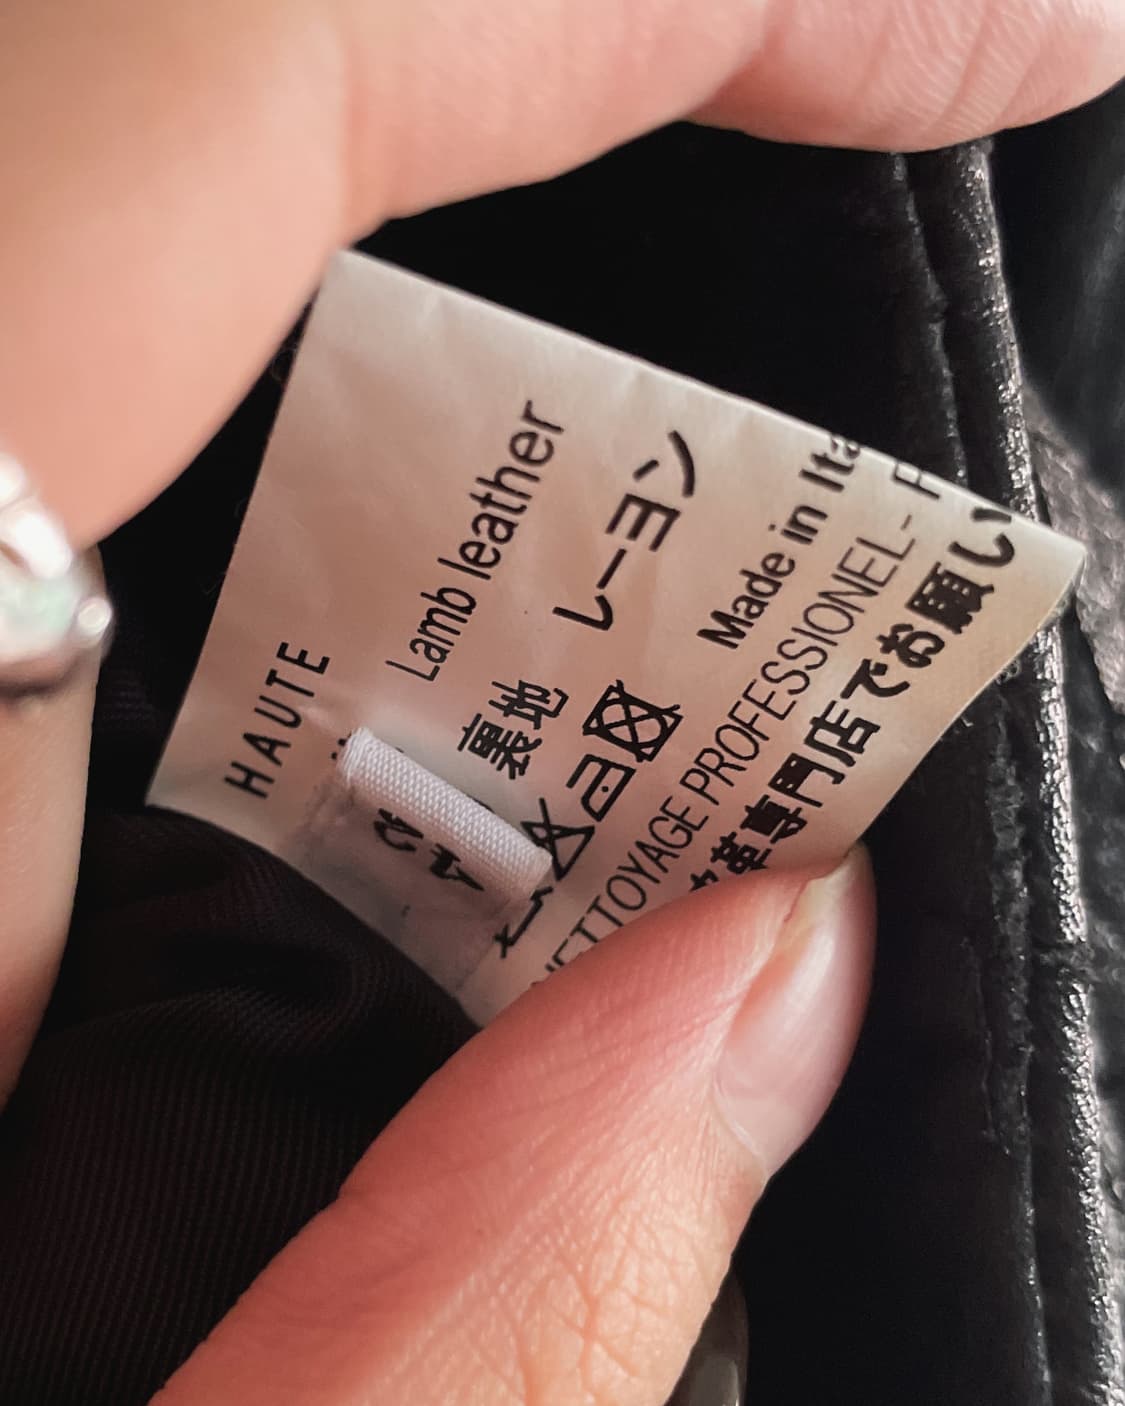 HAUTE
Lamb leather
裏地 レーヨン
Made in Ita
NETTOYAGE PROFESSIONEL-
革専門店でお願い